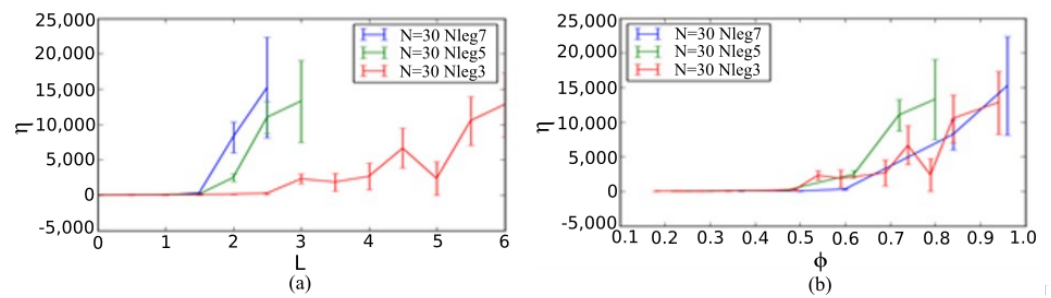 25,000
20,000
15,000
10,000
5,000
0
-5,000
η
N=30 Nleg7
N=30 Nleg5
N=30 Nleg3
0 1 2 3 4 5 6
L
(a)
25,000
20,000
15,000
10,000
5,000
0
-5,000
η
N=30 Nleg7
N=30 Nleg5
N=30 Nleg3
0.1 0.2 0.3 0.4 0.5 0.6 0.7 0.8 0.9 1.0
ϕ
(b)